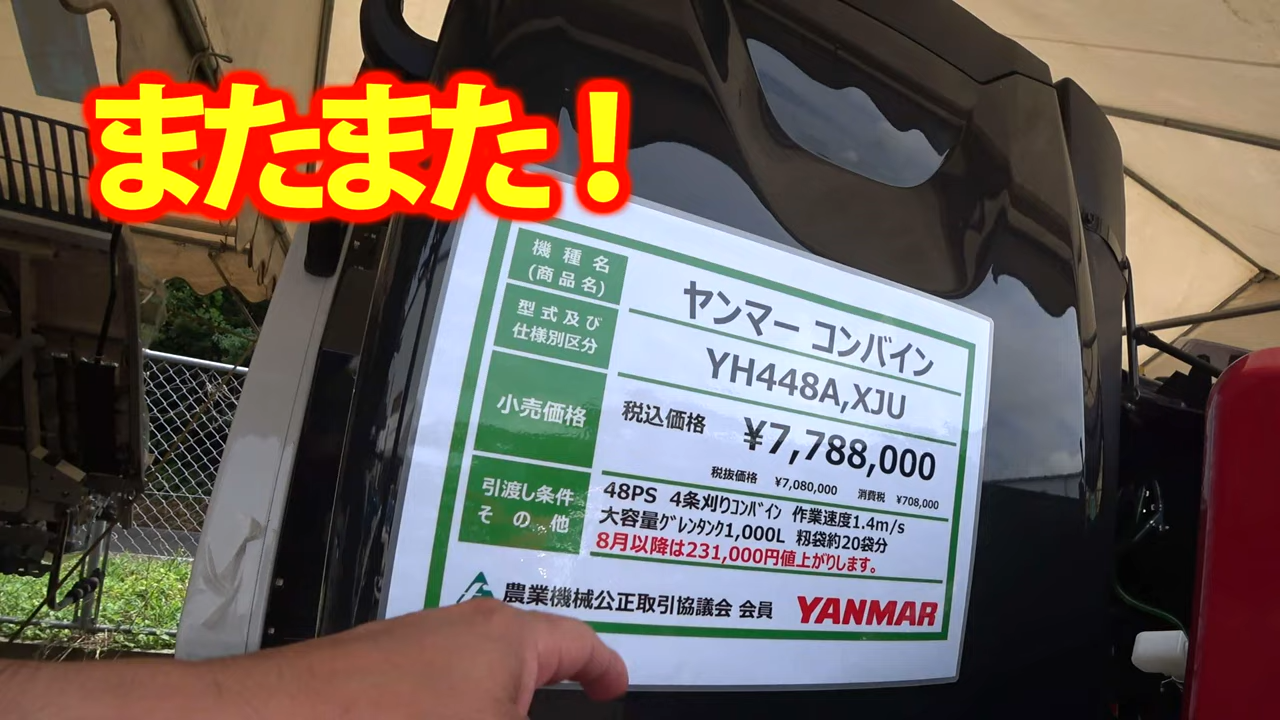 またまた！
機種名
(商品名)
ヤンマー コンバイン
型式及び
仕様別区分
YH448A,XJU
小売価格
税込価格 ¥7,788,000
税抜価格 ¥7,080,000 消費税 ¥708,000
引渡し条件
その他
48PS 4条刈りｺﾝﾊﾞｲﾝ 作業速度1.4m/s
大容量ｸﾞﾚﾝﾀﾝｸ1,000L 籾袋約20袋分
8月以降は231,000円値上がりします。
農業機械公正取引協議会 会員 YANMAR